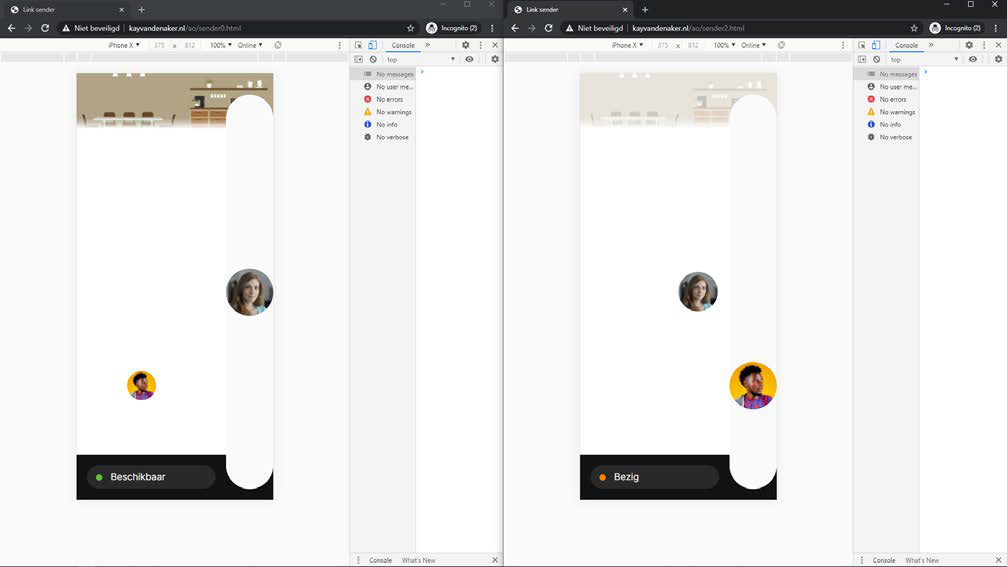 Link sender
Niet beveiligd | kayvandenaker.nl/ao/sender0.html
Incognito (2)
iPhone X ▼ 375 x 812 100% ▼ Online ▼
Console
top
No messages
No user me...
No errors
No warnings
No info
No verbose
Beschikbaar
Console What's New
Link sender
Niet beveiligd | kayvandenaker.nl/ao/sender2.html
Incognito (2)
iPhone X ▼ 375 x 812 100% ▼ Online ▼
Console
top
No messages
No user me...
No errors
No warnings
No info
No verbose
Bezig
Console What's New